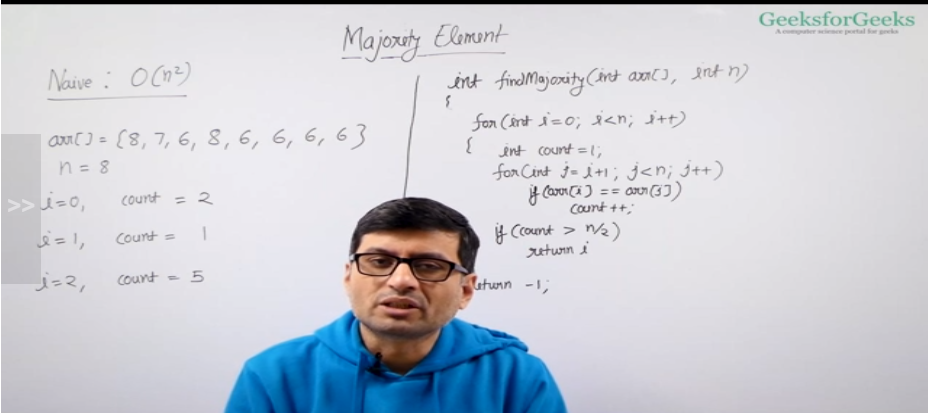 GeeksforGeeks
A computer science portal for geeks
Majority Element
Naive : O(n²)
arr[] = {8, 7, 6, 8, 6, 6, 6, 6}
n = 8
>>
i=0, count = 2
i=1, count = 1
i=2, count = 5
int findMajority(int arr[], int n)
{
for(int i=0; i<n; i++)
{ int count=1;
for(int j=i+1; j<n; j++)
if(arr[i] == arr[j])
count++;
if(count > n/2)
return i
return -1;